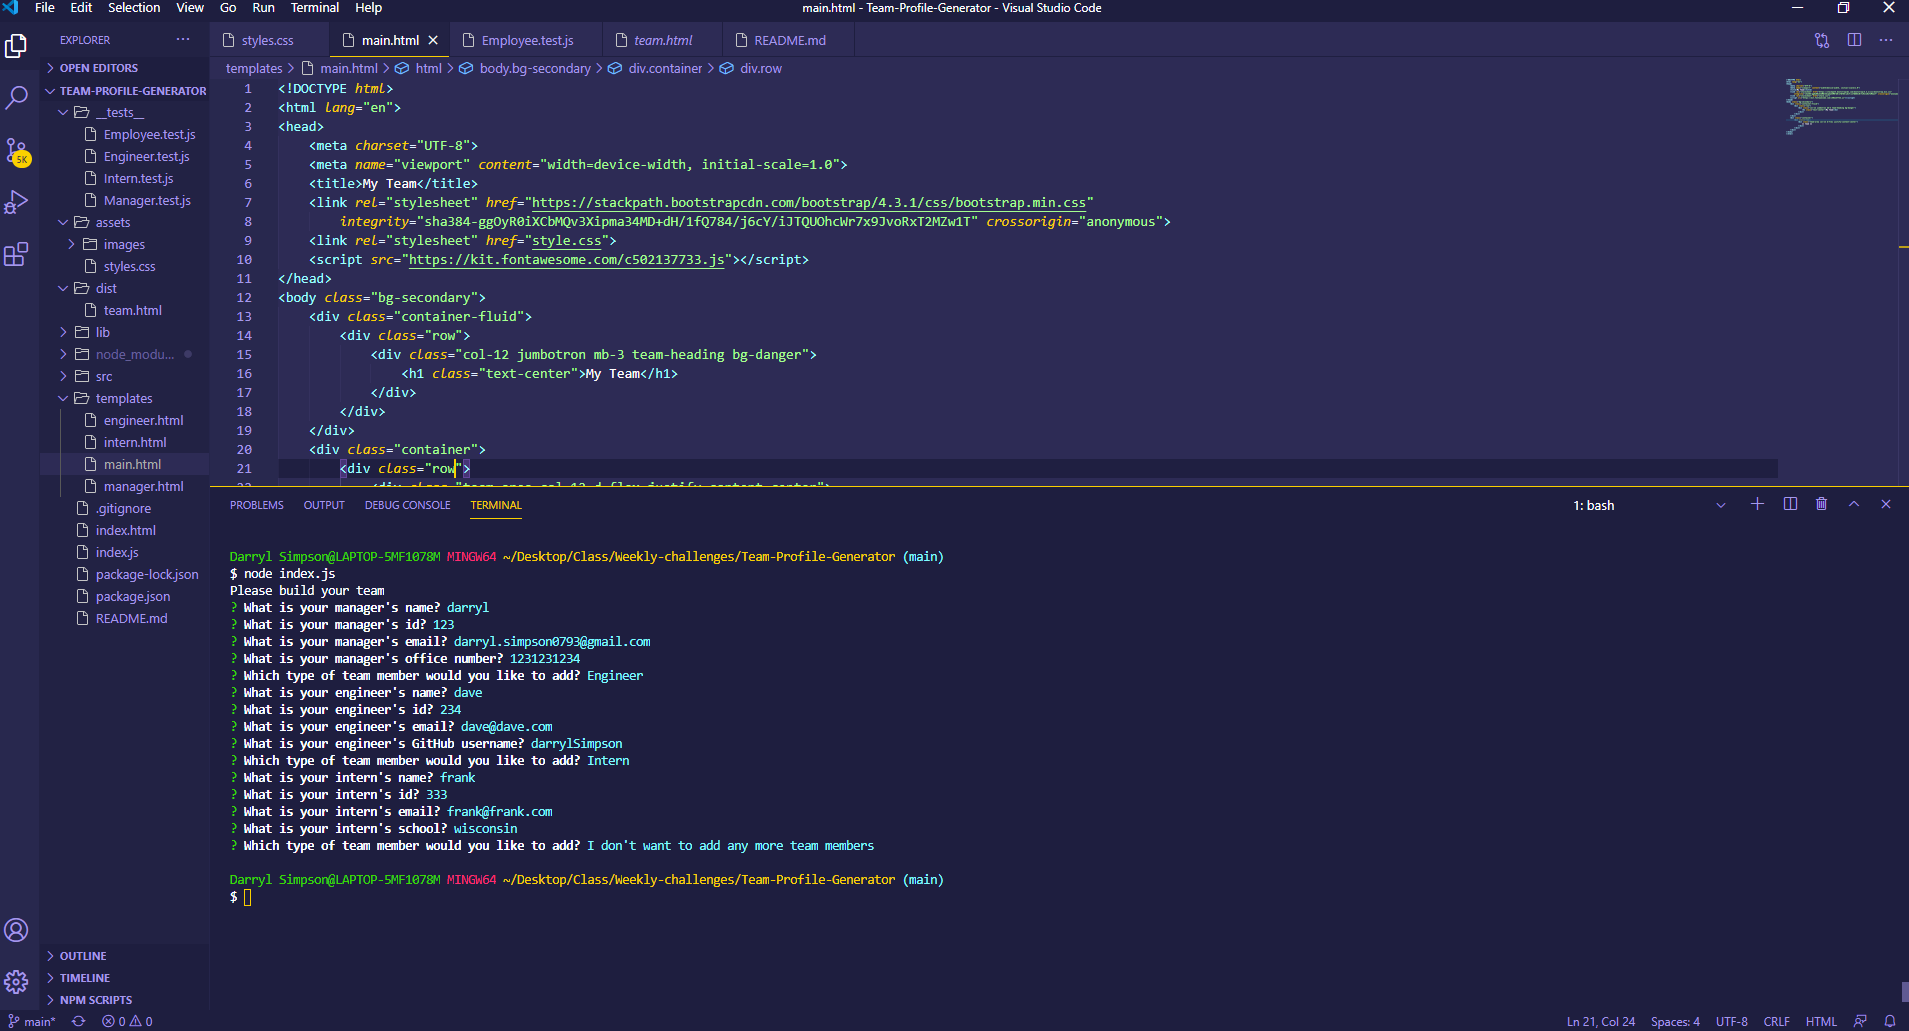 File Edit Selection View Go Run Terminal Help
main.html - Team-Profile-Generator - Visual Studio Code
EXPLORER
OPEN EDITORS
TEAM-PROFILE-GENERATOR
__tests__
Employee.test.js
Engineer.test.js
Intern.test.js
Manager.test.js
assets
images
styles.css
dist
team.html
lib
node_modu...
src
templates
engineer.html
intern.html
main.html
manager.html
.gitignore
index.html
index.js
package-lock.json
package.json
README.md
OUTLINE
TIMELINE
NPM SCRIPTS
5K
styles.css main.html Employee.test.js team.html README.md
templates > main.html > html > body.bg-secondary > div.container > div.row
1 <!DOCTYPE html>
2 <html lang="en">
3 <head>
4 <meta charset="UTF-8">
5 <meta name="viewport" content="width=device-width, initial-scale=1.0">
6 <title>My Team</title>
7 <link rel="stylesheet" href="https://stackpath.bootstrapcdn.com/bootstrap/4.3.1/css/bootstrap.min.css"
8 integrity="sha384-ggOyR0iXCbMQv3Xipma34MD+dH/1fQ784/j6cY/iJTQUOhcWr7x9JvoRxT2MZw1T" crossorigin="anonymous">
9 <link rel="stylesheet" href="style.css">
10 <script src="https://kit.fontawesome.com/c502137733.js"></script>
11 </head>
12 <body class="bg-secondary">
13 <div class="container-fluid">
14 <div class="row">
15 <div class="col-12 jumbotron mb-3 team-heading bg-danger">
16 <h1 class="text-center">My Team</h1>
17 </div>
18 </div>
19 </div>
20 <div class="container">
21 <div class="row">
22 <div class="team-area col-12 d-flex justify-content-center">
PROBLEMS OUTPUT DEBUG CONSOLE TERMINAL
1: bash
Darryl Simpson@LAPTOP-5MF1078M MINGW64 ~/Desktop/Class/Weekly-challenges/Team-Profile-Generator (main)
$ node index.js
Please build your team
? What is your manager's name? darryl
? What is your manager's id? 123
? What is your manager's email? darryl.simpson0793@gmail.com
? What is your manager's office number? 1231231234
? Which type of team member would you like to add? Engineer
? What is your engineer's name? dave
? What is your engineer's id? 234
? What is your engineer's email? dave@dave.com
? What is your engineer's GitHub username? darrylSimpson
? Which type of team member would you like to add? Intern
? What is your intern's name? frank
? What is your intern's id? 333
? What is your intern's email? frank@frank.com
? What is your intern's school? wisconsin
? Which type of team member would you like to add? I don't want to add any more team members
Darryl Simpson@LAPTOP-5MF1078M MINGW64 ~/Desktop/Class/Weekly-challenges/Team-Profile-Generator (main)
$
main* 0 0
Ln 21, Col 24 Spaces: 4 UTF-8 CRLF HTML